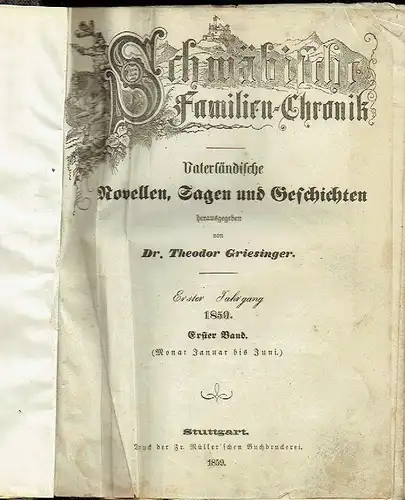 Schwäbische
Familien-Chronik
Vaterländische
Novellen, Sagen und Geschichten
herausgegeben
von
Dr. Theodor Griesinger.
Erster Jahrgang
1859.
Erster Band.
(Monat Januar bis Juni.)
Stuttgart.
Druck der Fr. Müller'schen Buchdruckerei.
1859.